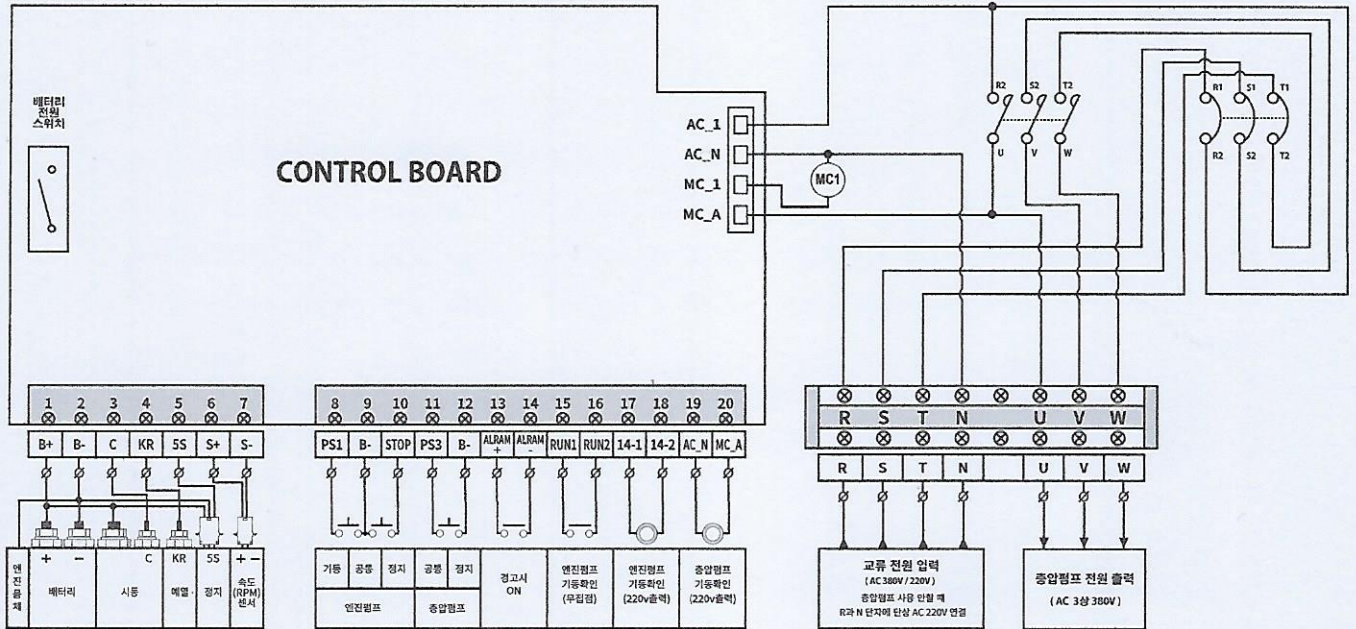 배터리
전원
스위치
CONTROL BOARD
AC_1
AC_N
MC_1
MC_A
MC1
R2 S2 T2
U V W
R1 S1 T1
R2 S2 T2
1 2 3 4 5 6 7
B+ B- C KR 5S S+ S-
8 9 10 11 12 13 14 15 16 17 18 19 20
PS1 B- STOP PS3 B- ALRAM + ALRAM - RUN1 RUN2 14-1 14-2 AC_N MC_A
R S T N U V W
R S T N U V W
엔진몸체
+ - C KR 5S + -
배터리 시동 예열 정지 속도
(RPM)
센서
기동 공통 정지 공통 정지
엔진펌프 충압펌프
경고시
ON
엔진펌프
기동확인
(무접점)
엔진펌프
기동확인
(220v출력)
충압펌프
기동확인
(220v출력)
교류 전원 입력
( AC 380V / 220V )
충압펌프 사용 안할 때
R과 N 단자에 단상 AC 220V 연결
충압펌프 전원 출력
( AC 3상 380V )